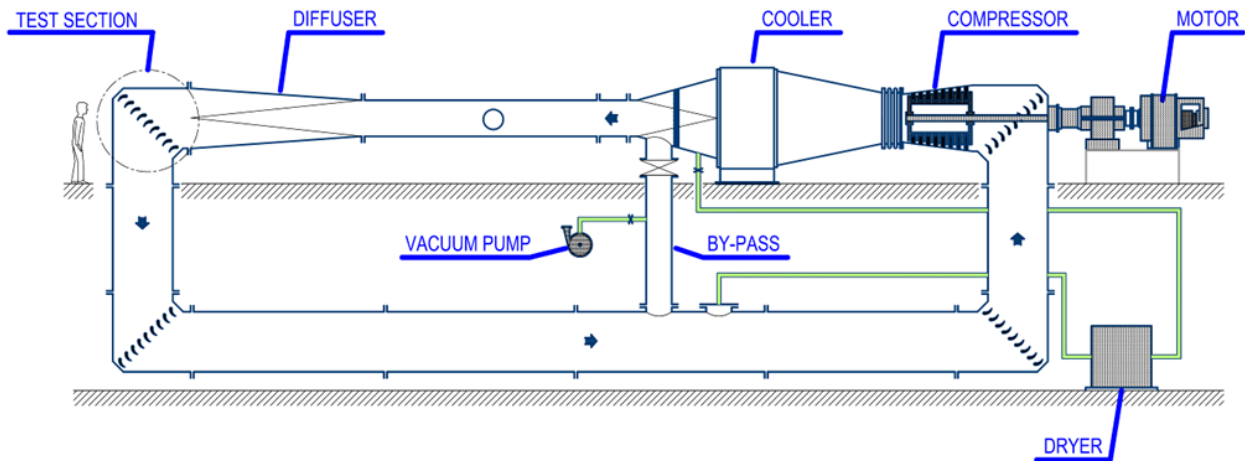 TEST SECTION
DIFFUSER
COOLER
COMPRESSOR
MOTOR
VACUUM PUMP
BY-PASS
DRYER